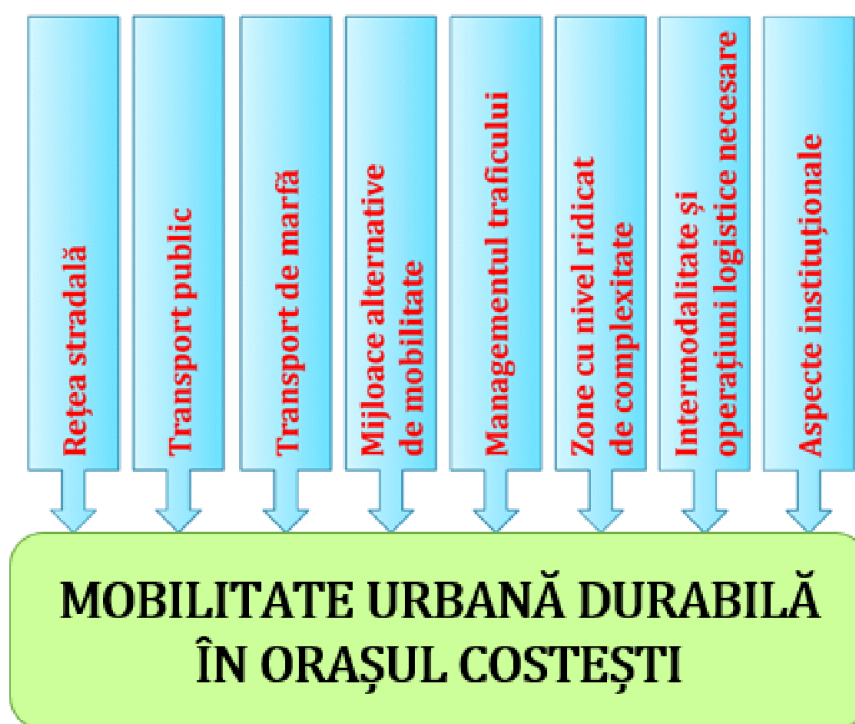 Rețea stradală
Transport public
Transport de marfă
Mijloace alternative
de mobilitate
Managementul traficului
Zone cu nivel ridicat
de complexitate
Intermodalitate și
operațiuni logistice necesare
Aspecte instituționale
MOBILITATE URBANĂ DURABILĂ
ÎN ORAȘUL COSTEȘTI